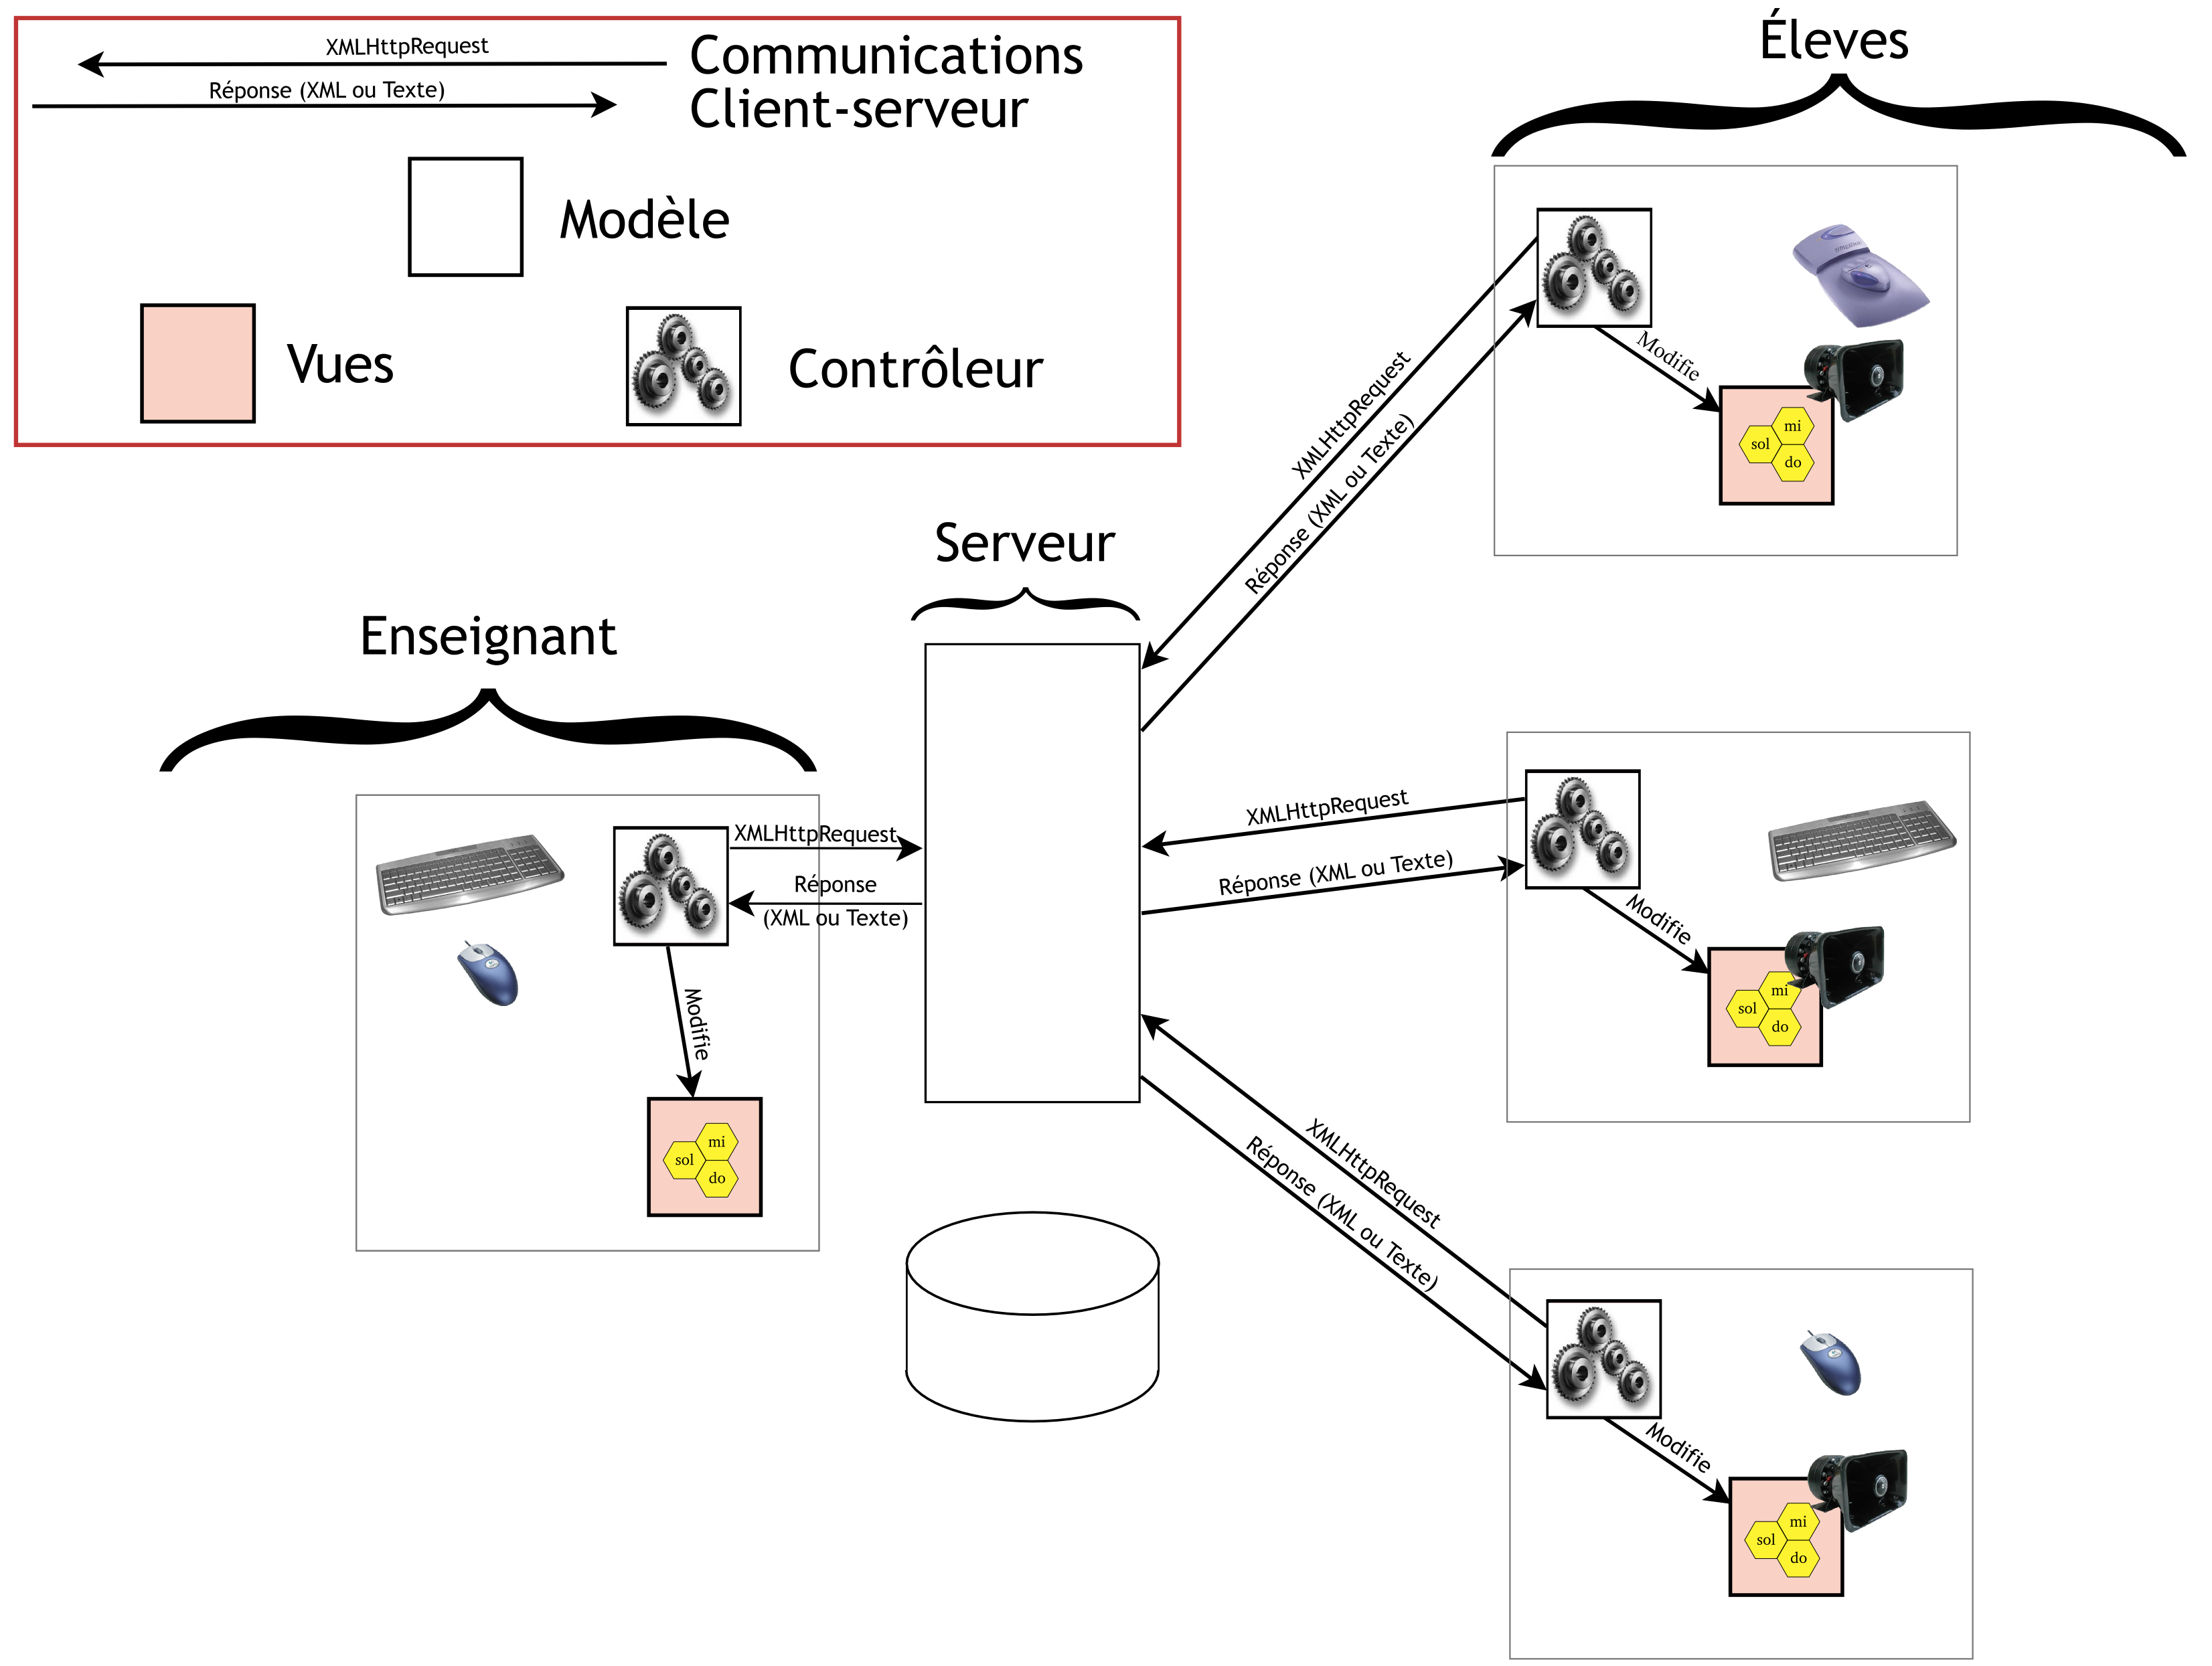 XMLHttpRequest
Réponse (XML ou Texte)
Communications
Client-serveur
Modèle
Vues
Contrôleur
Éleves
Modifie
mi
sol
do
XMLHttpRequest
Réponse (XML ou Texte)
Serveur
Enseignant
XMLHttpRequest
Réponse
(XML ou Texte)
Modifie
mi
sol
do
XMLHttpRequest
Réponse (XML ou Texte)
Modifie
mi
sol
do
XMLHttpRequest
Réponse (XML ou Texte)
Modifie
mi
sol
do